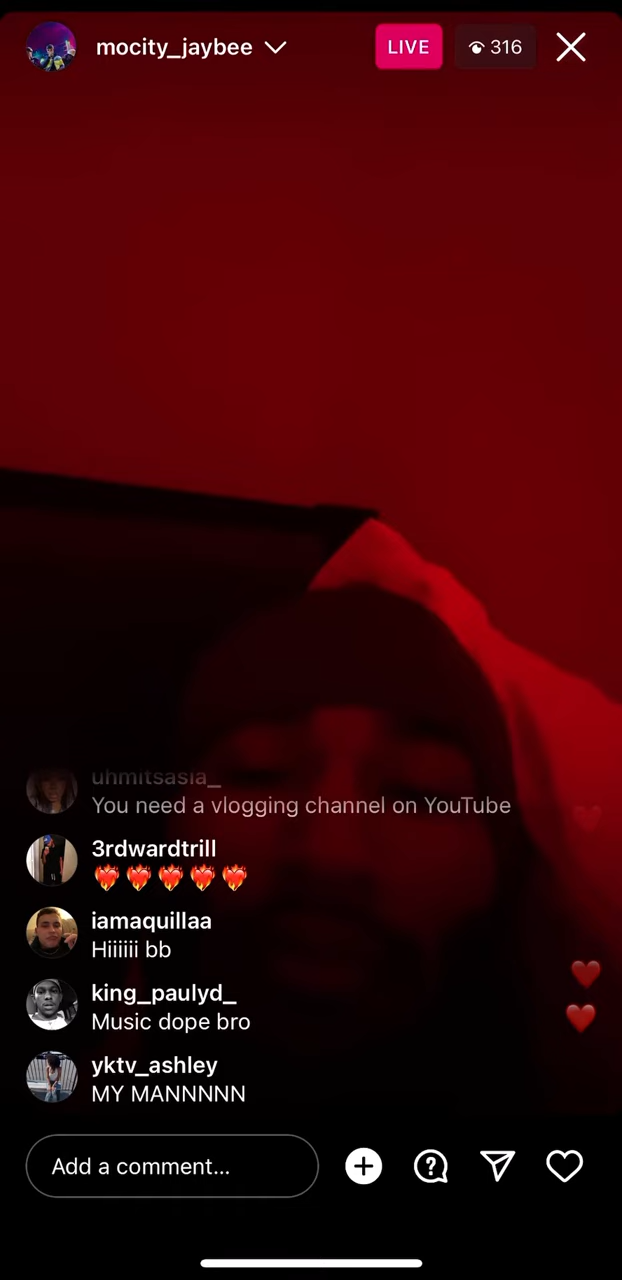 mocity_jaybee
LIVE
316
uhmitsasia_
You need a vlogging channel on YouTube
3rdwardtrill
❤️‍🔥❤️‍🔥❤️‍🔥❤️‍🔥❤️‍🔥
iamaquillaa
Hiiiiii bb
king_paulyd_
Music dope bro
yktv_ashley
MY MANNNNN
Add a comment...